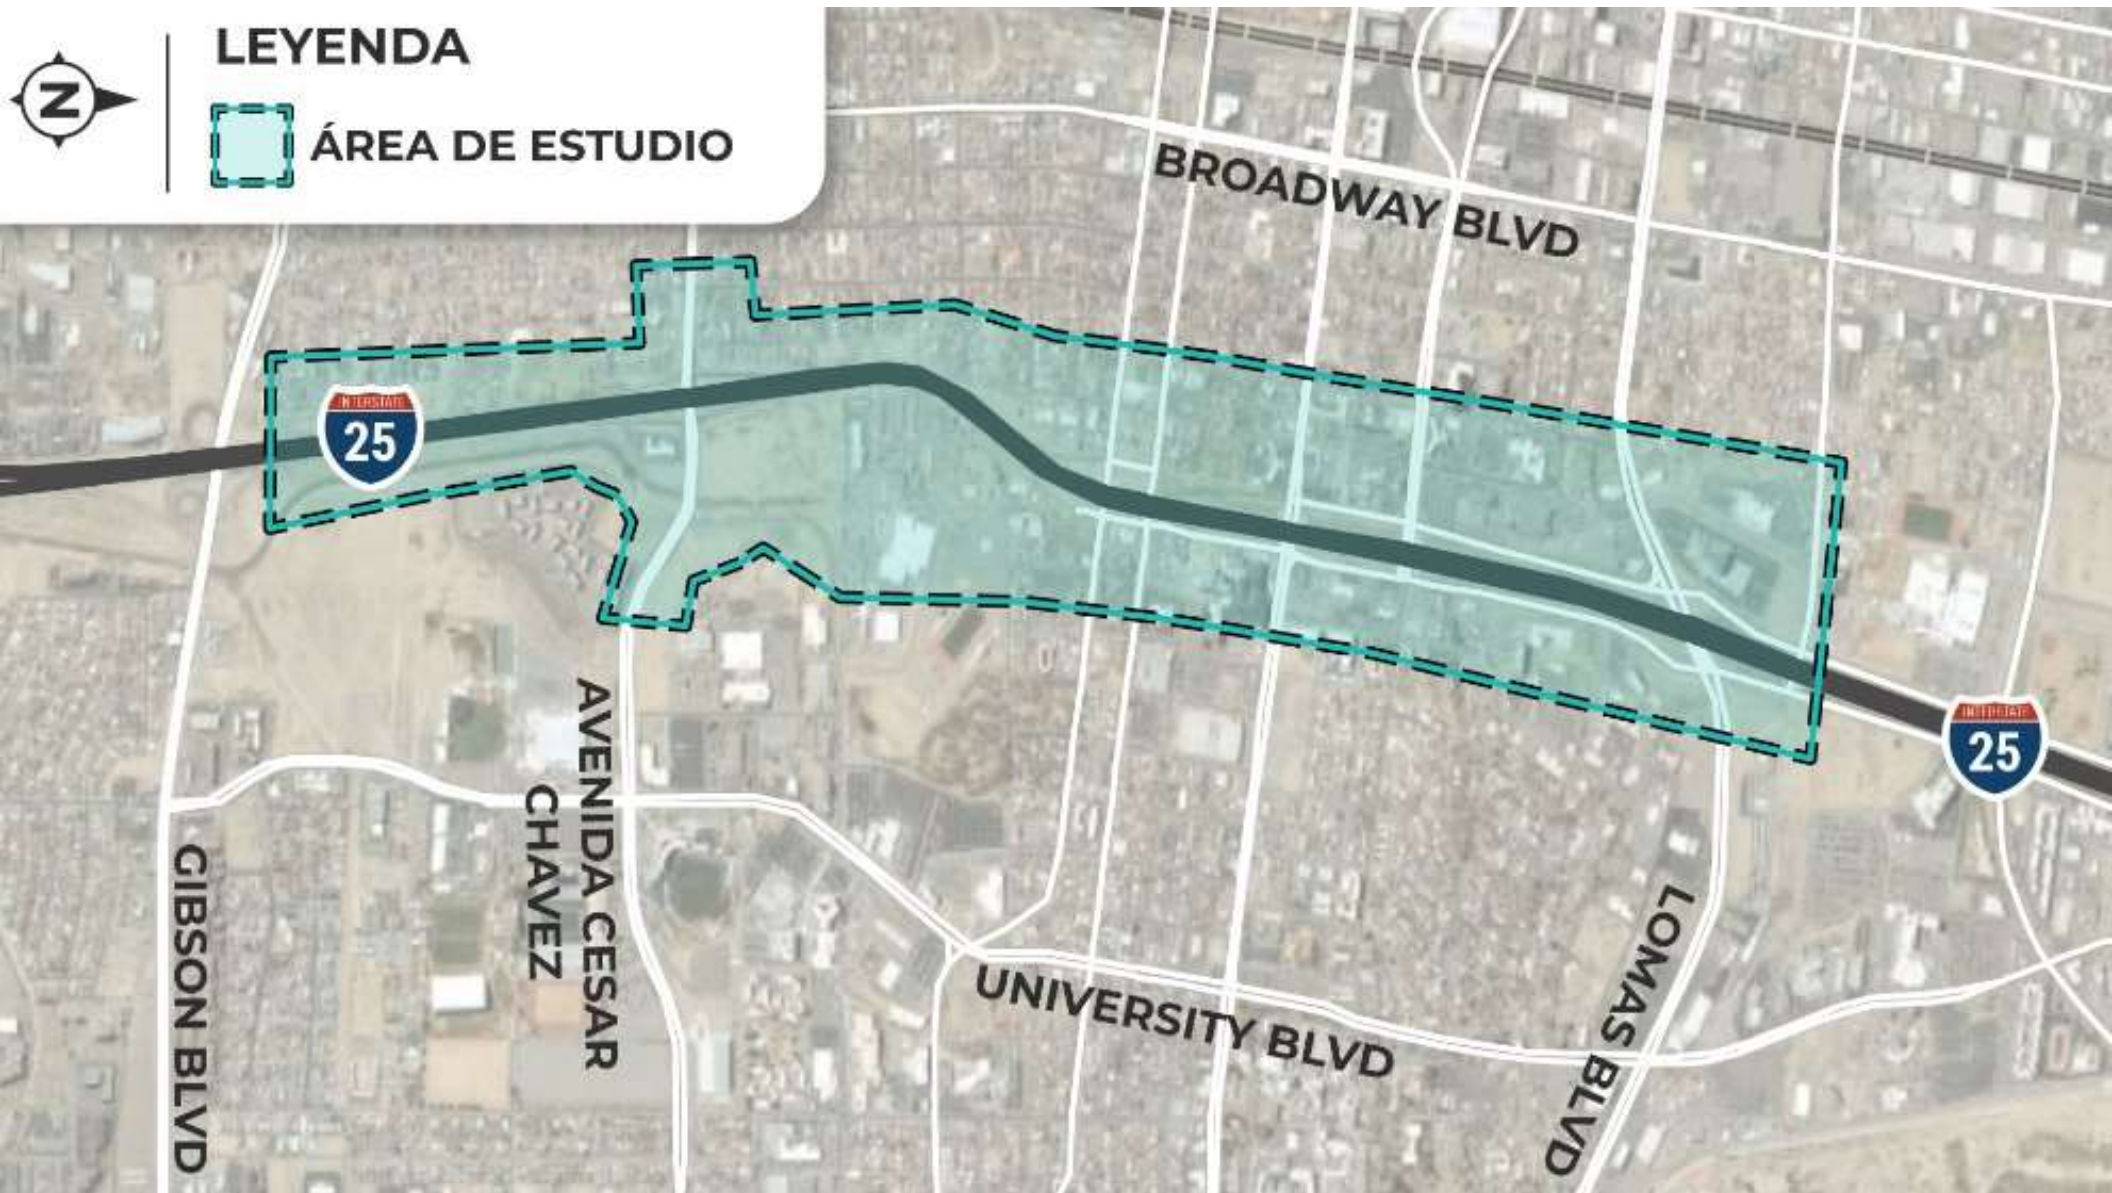 LEYENDA
N
ÁREA DE ESTUDIO
BROADWAY BLVD
INTERSTATE
25
INTERSTATE
25
AVENIDA CESAR
CHAVEZ
GIBSON BLVD
UNIVERSITY BLVD
LOMAS BLVD